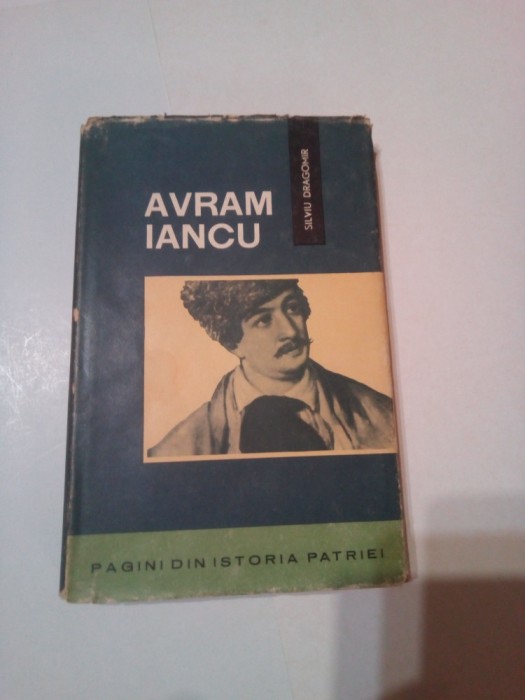 SILVIU DRAGOMIR
AVRAM
IANCU
PAGINI DIN ISTORIA PATRIEI